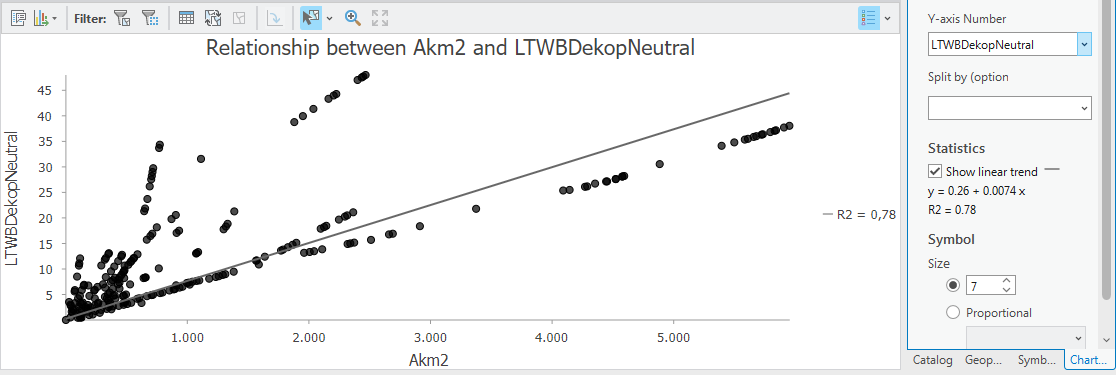 Filter:
Relationship between Akm2 and LTWBDekopNeutral
LTWBDekopNeutral
45
40
35
30
25
20
15
10
5
1.000
2.000
3.000
4.000
5.000
Akm2
R2 = 0,78
Y-axis Number
LTWBDekopNeutral
Split by (option
Statistics
Show linear trend
y = 0.26 + 0.0074 x
R2 = 0.78
Symbol
Size
7
Proportional
Catalog
Geop...
Symb...
Chart...